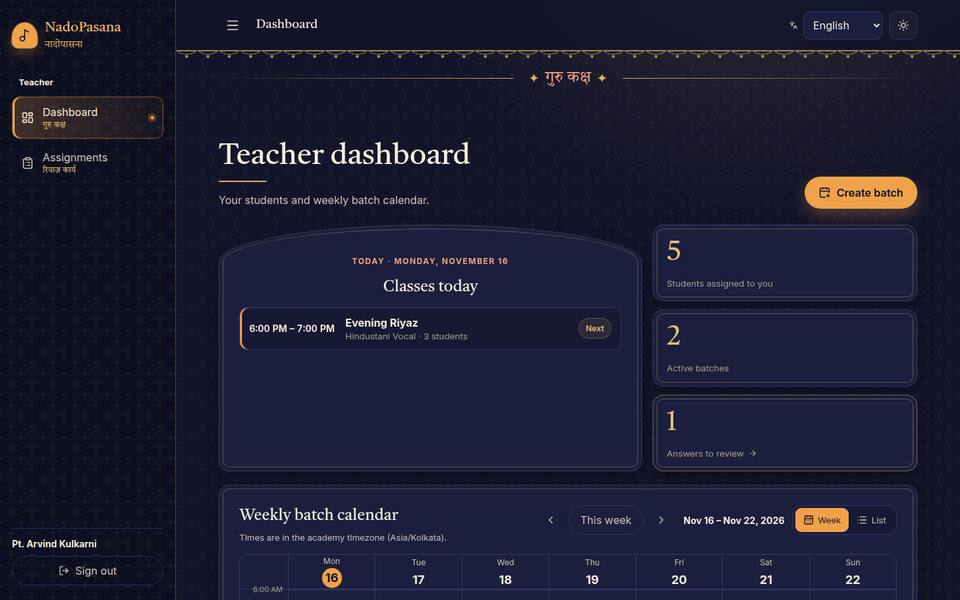 NadoPasana
नादोपासना
Teacher
Dashboard
गुरु कक्ष
Assignments
रियाज़ कार्य
Pt. Arvind Kulkarni
Sign out
Dashboard
English
गुरु कक्ष
Teacher dashboard
Your students and weekly batch calendar.
Create batch
TODAY · MONDAY, NOVEMBER 16
Classes today
6:00 PM – 7:00 PM
Evening Riyaz
Hindustani Vocal · 3 students
Next
5
Students assigned to you
2
Active batches
1
Answers to review →
Weekly batch calendar
Times are in the academy timezone (Asia/Kolkata).
This week
Nov 16 – Nov 22, 2026
Week
List
Mon Tue Wed Thu Fri Sat Sun
16 17 18 19 20 21 22
6:00 AM